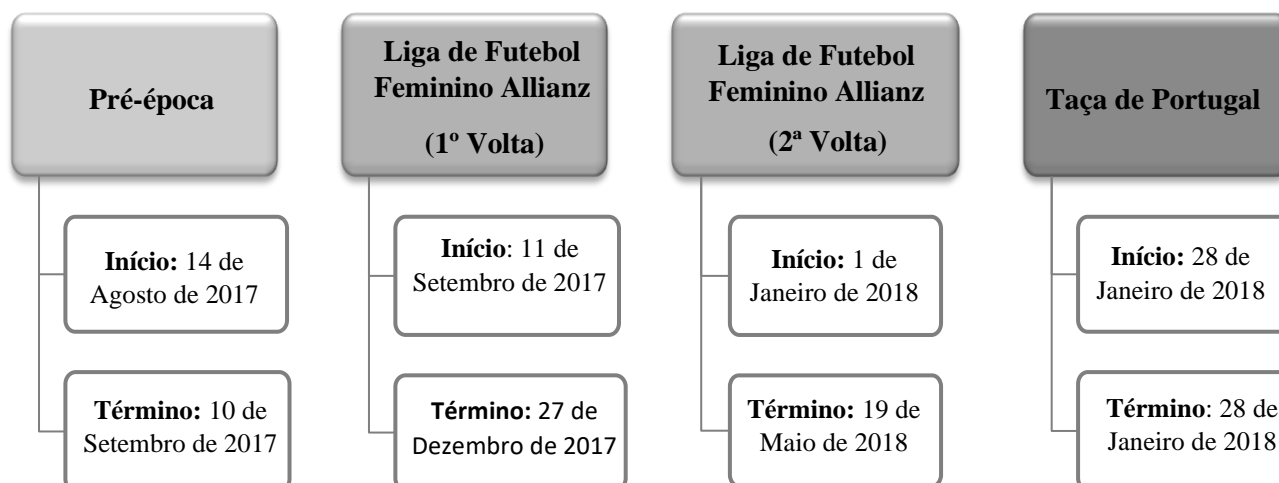 Pré-época
Início: 14 de
Agosto de 2017
Término: 10 de
Setembro de 2017
Liga de Futebol
Feminino Allianz
(1º Volta)
Início: 11 de
Setembro de 2017
Término: 27 de
Dezembro de 2017
Liga de Futebol
Feminino Allianz
(2ª Volta)
Início: 1 de
Janeiro de 2018
Término: 19 de
Maio de 2018
Taça de Portugal
Início: 28 de
Janeiro de 2018
Término: 28 de
Janeiro de 2018